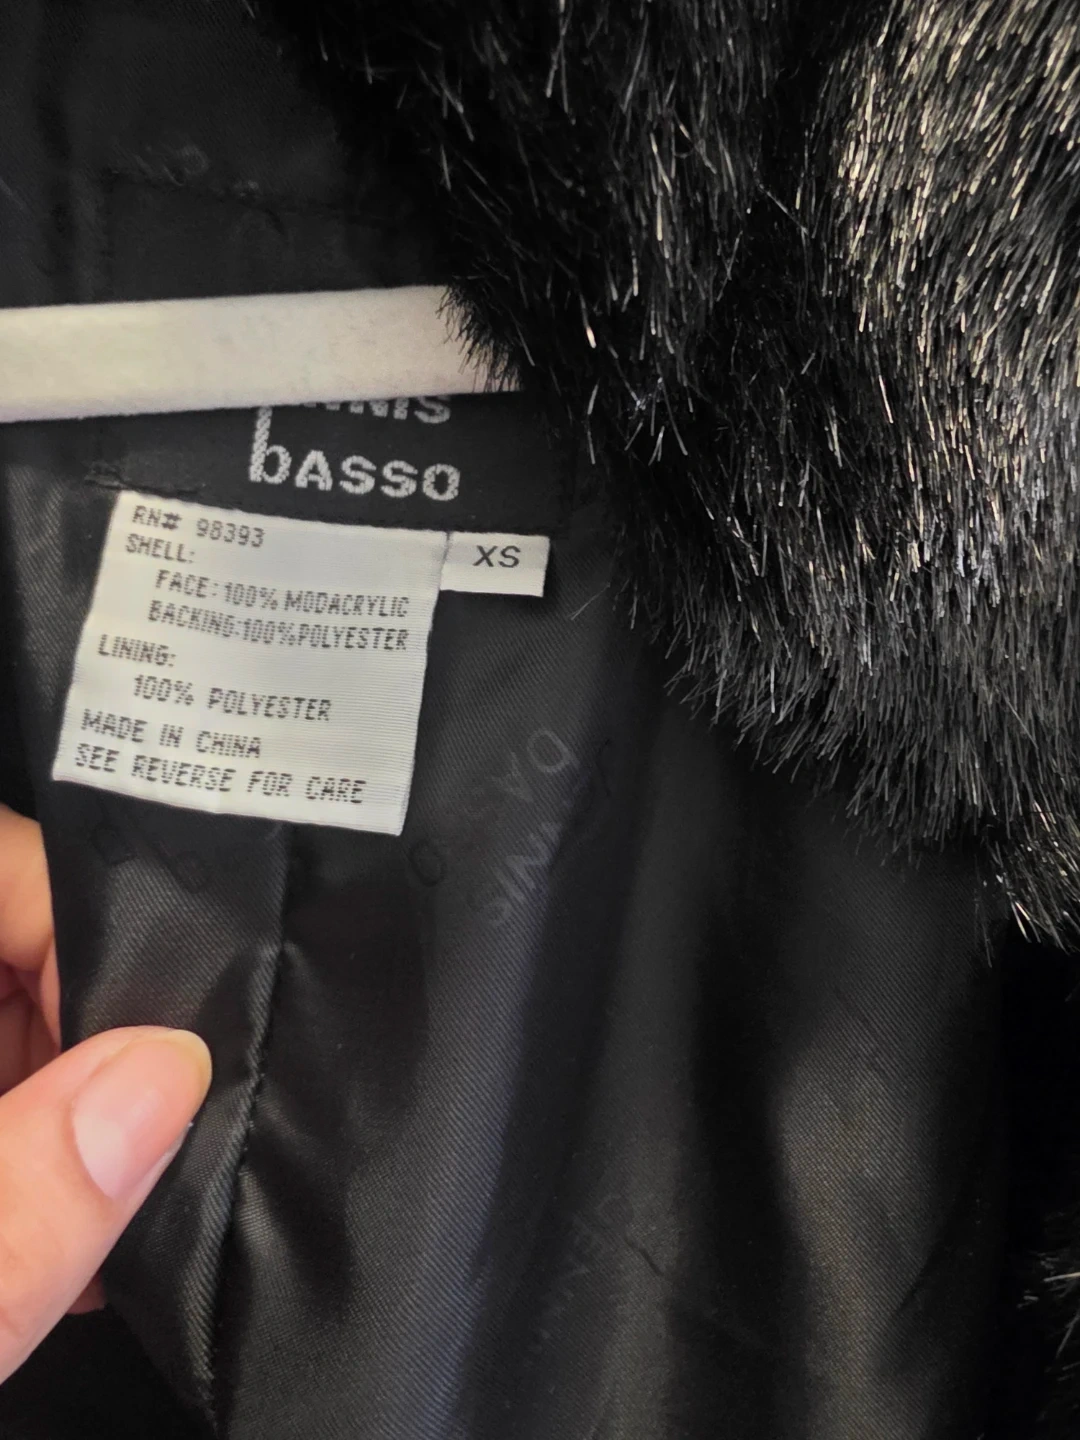 bASSO
RN# 98393
SHELL:
FACE: 100% MODACRYLIC
BACKING:100%POLYESTER
LINING:
100% POLYESTER
MADE IN CHINA
SEE REVERSE FOR CARE
XS